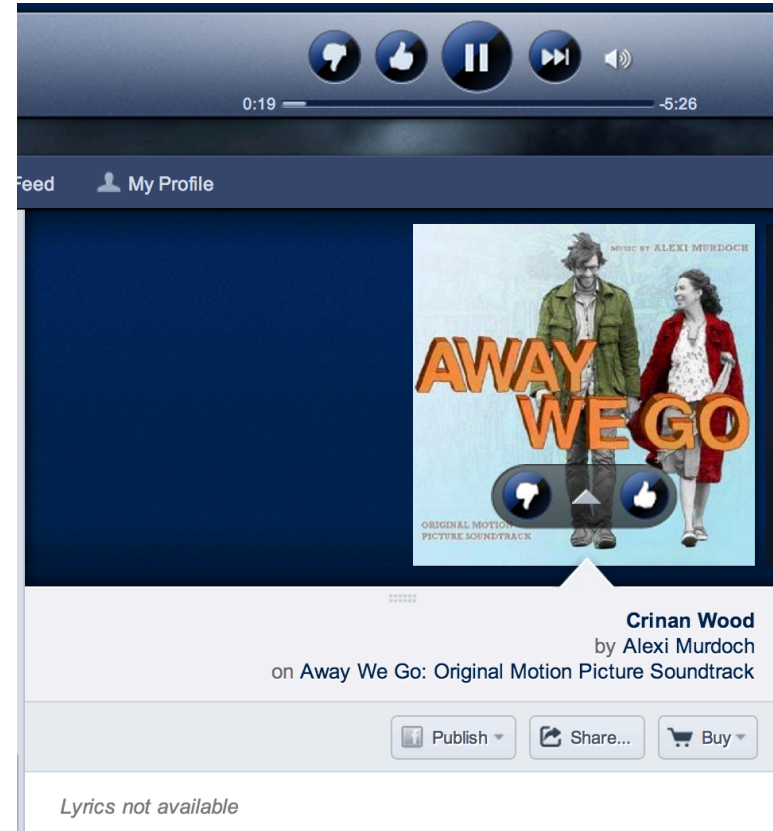 0:19 -5:26
Feed My Profile
MUSIC BY ALEXI MURDOCH
AWAY
WE GO
ORIGINAL MOTION
PICTURE SOUNDTRACK
Crinan Wood
by Alexi Murdoch
on Away We Go: Original Motion Picture Soundtrack
f Publish Share... Buy
Lyrics not available